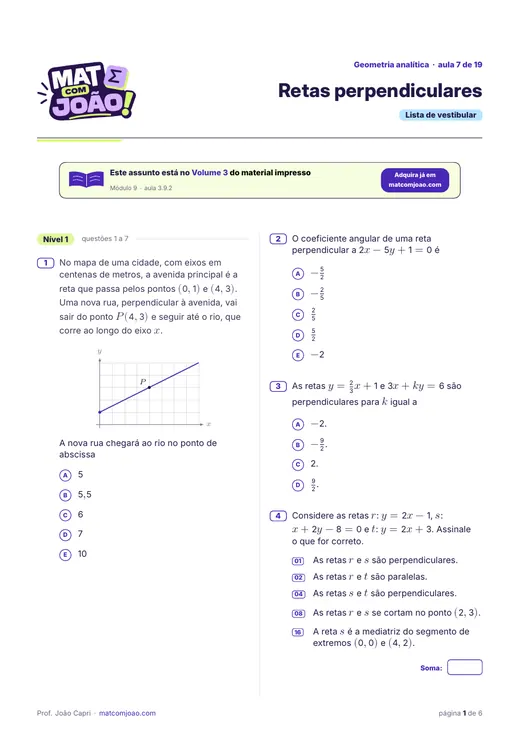 MAT Σ
COM
JOÃO!
Geometria analítica · aula 7 de 19
Retas perpendiculares
Lista de vestibular
Este assunto está no Volume 3 do material impresso
Módulo 9 · aula 3.9.2
Adquira já em
matcomjoao.com
Nível 1 questões 1 a 7
1 No mapa de uma cidade, com eixos em
centenas de metros, a avenida principal é a
reta que passa pelos pontos (0, 1) e (4, 3).
Uma nova rua, perpendicular à avenida, vai
sair do ponto P(4, 3) e seguir até o rio, que
corre ao longo do eixo x.
y
P
x
A nova rua chegará ao rio no ponto de
abscissa
A 5
B 5,5
C 6
D 7
E 10
2 O coeficiente angular de uma reta
perpendicular a 2x − 5y + 1 = 0 é
A −5/2
B −2/5
C 2/5
D 5/2
E −2
3 As retas y = 2/3x + 1 e 3x + ky = 6 são
perpendiculares para k igual a
A −2.
B −9/2.
C 2.
D 9/2.
4 Considere as retas r: y = 2x − 1, s:
x + 2y − 8 = 0 e t: y = 2x + 3. Assinale
o que for correto.
01 As retas r e s são perpendiculares.
02 As retas r e t são paralelas.
04 As retas s e t são perpendiculares.
08 As retas r e s se cortam no ponto (2, 3).
16 A reta s é a mediatriz do segmento de
extremos (0, 0) e (4, 2).
Soma:
Prof. João Capri · matcomjoao.com
página 1 de 6